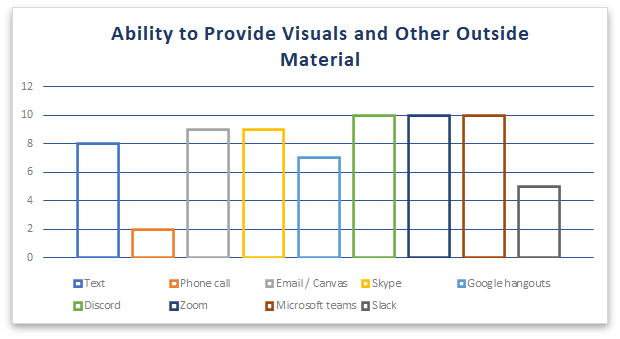 Ability to Provide Visuals and Other Outside
Material
12
10
8
6
4
2
0
Text Phone call Email / Canvas Skype Google hangouts
Discord Zoom Microsoft teams Slack